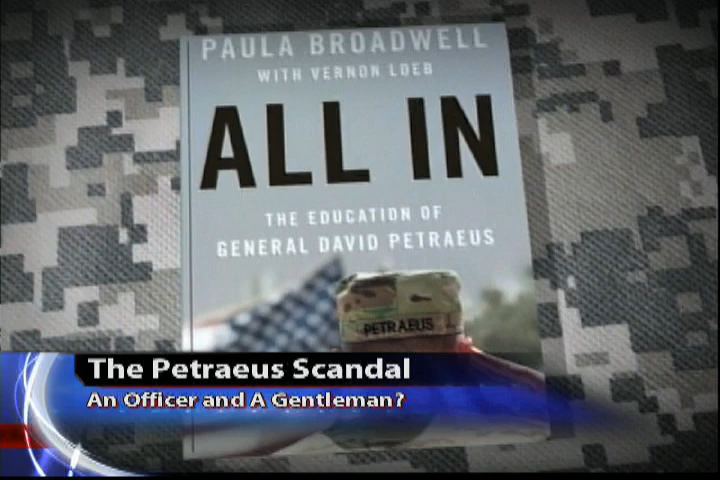 PAULA BROADWELL
WITH VERNON LOEB
ALL IN
THE EDUCATION OF
GENERAL DAVID PETRAEUS
PETRAEUS
The Petraeus Scandal
An Officer and A Gentleman?